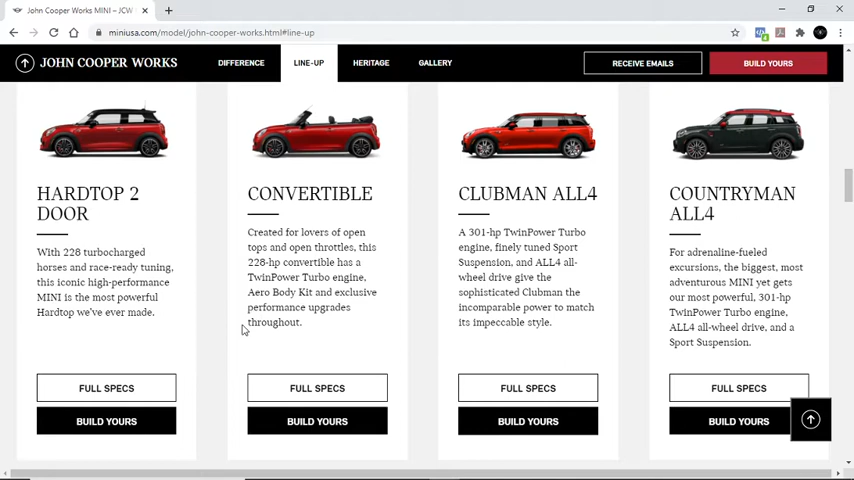 John Cooper Works MINI – JCW
miniusa.com/model/john-cooper-works.html#line-up
JOHN COOPER WORKS
DIFFERENCE
LINE-UP
HERITAGE
GALLERY
RECEIVE EMAILS
BUILD YOURS
HARDTOP 2
DOOR
With 228 turbocharged
horses and race-ready tuning,
this iconic high-performance
MINI is the most powerful
Hardtop we've ever made.
FULL SPECS
BUILD YOURS
CONVERTIBLE
Created for lovers of open
tops and open throttles, this
228-hp convertible has a
TwinPower Turbo engine,
Aero Body Kit and exclusive
performance upgrades
throughout.
FULL SPECS
BUILD YOURS
CLUBMAN ALL4
A 301-hp TwinPower Turbo
engine, finely tuned Sport
Suspension, and ALL4 all-
wheel drive give the
sophisticated Clubman the
incomparable power to match
its impeccable style.
FULL SPECS
BUILD YOURS
COUNTRYMAN
ALL4
For adrenaline-fueled
excursions, the biggest, most
adventurous MINI yet gets
our most powerful, 301-hp
TwinPower Turbo engine,
ALL4 all-wheel drive, and a
Sport Suspension.
FULL SPECS
BUILD YOURS